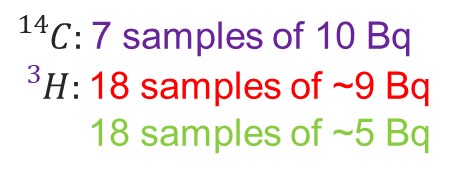 ¹⁴C: 7 samples of 10 Bq
³H: 18 samples of ~9 Bq
18 samples of ~5 Bq